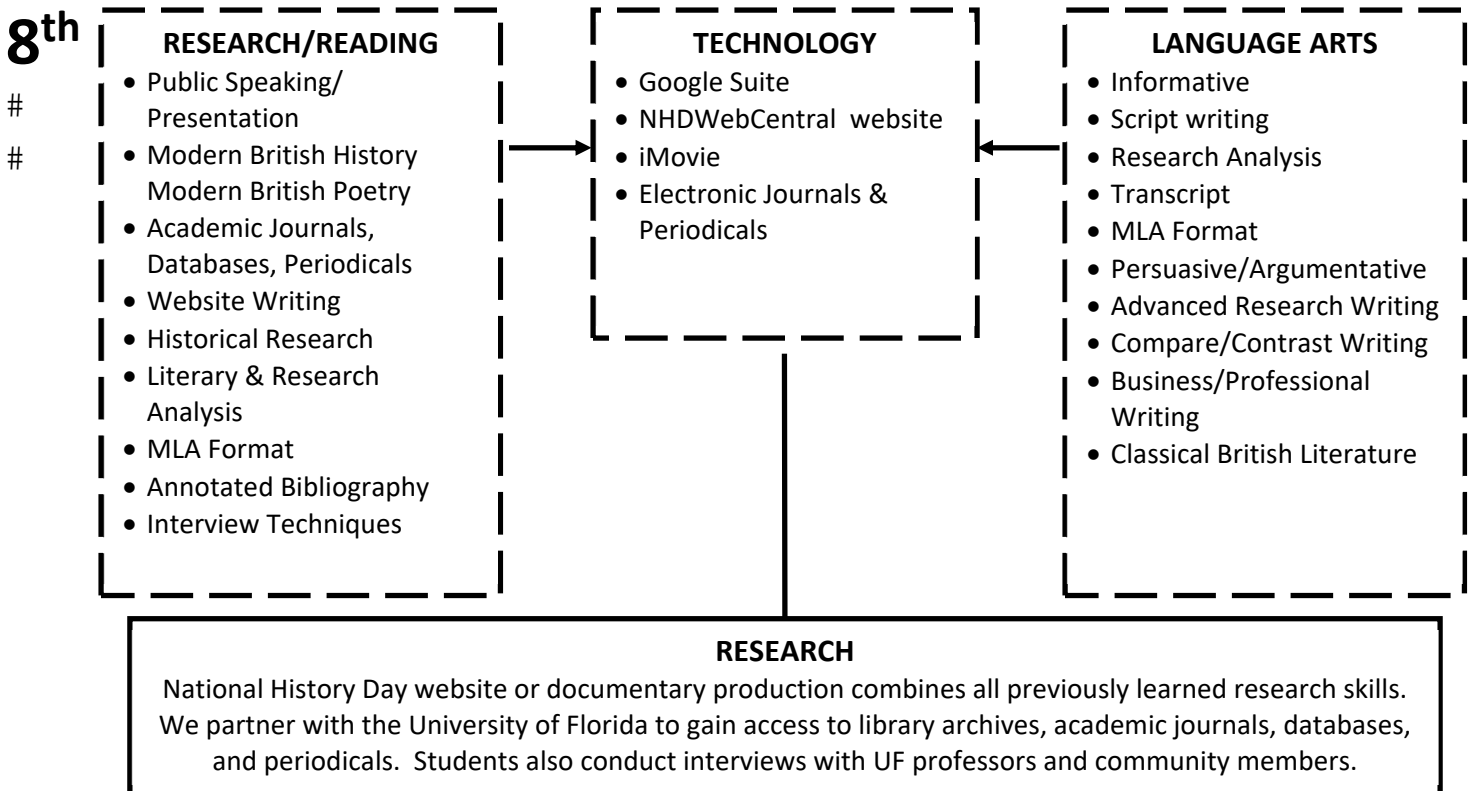 8th
#
#
RESEARCH/READING
• Public Speaking/
Presentation
• Modern British History
Modern British Poetry
• Academic Journals,
Databases, Periodicals
• Website Writing
• Historical Research
• Literary & Research
Analysis
• MLA Format
• Annotated Bibliography
• Interview Techniques
TECHNOLOGY
• Google Suite
• NHDWebCentral  website
• iMovie
• Electronic Journals &
Periodicals
LANGUAGE ARTS
• Informative
• Script writing
• Research Analysis
• Transcript
• MLA Format
• Persuasive/Argumentative
• Advanced Research Writing
• Compare/Contrast Writing
• Business/Professional
Writing
• Classical British Literature
RESEARCH
National History Day website or documentary production combines all previously learned research skills.
We partner with the University of Florida to gain access to library archives, academic journals, databases,
and periodicals.  Students also conduct interviews with UF professors and community members.